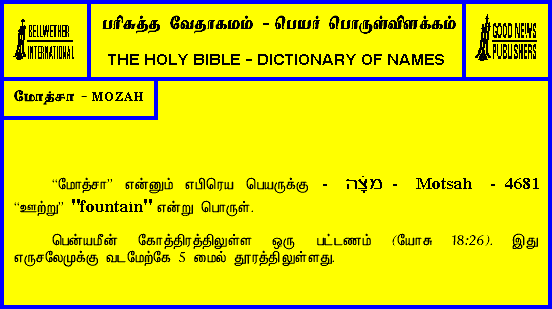 BELLWETHER
INTERNATIONAL
பரிசுத்த வேதாகமம் - பெயர் பொருள்விளக்கம்
THE HOLY BIBLE - DICTIONARY OF NAMES
GOOD NEWS
PUBLISHERS
மோத்சா - MOZAH
“மோத்சா” என்னும் எபிரெய பெயருக்கு - מֹצָה - Motsah - 4681
“ஊற்று” "fountain" என்று பொருள்.
பென்யமீன் கோத்திரத்திலுள்ள ஒரு பட்டணம் (யோசு 18:26). இது
எருசலேமுக்கு வடமேற்கே 5 மைல் தூரத்திலுள்ளது.